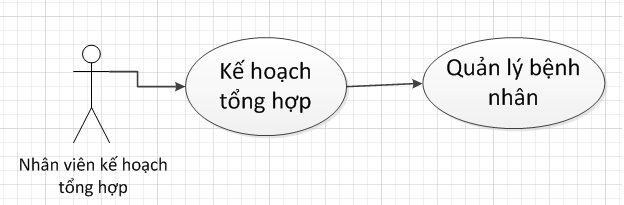 Kế hoạch
tổng hợp
Quản lý bệnh
nhân
Nhân viên kế hoạch
tổng hợp